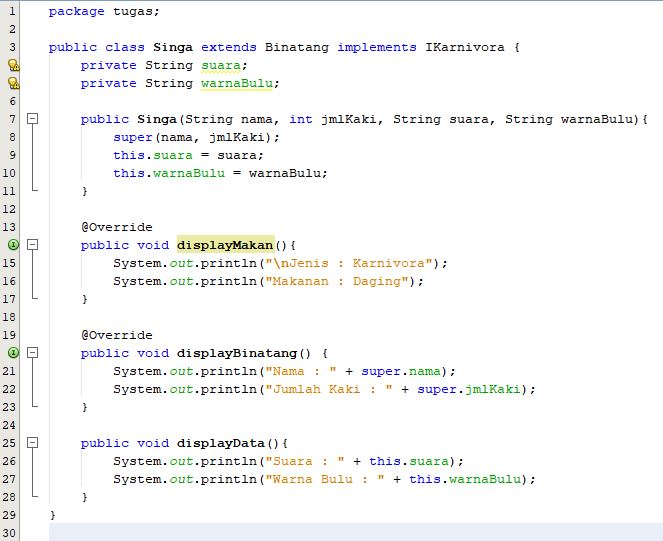 1 package tugas;
2
3 public class Singa extends Binatang implements IKarnivora {
private String suara;
private String warnaBulu;
6
7 public Singa(String nama, int jmlKaki, String suara, String warnaBulu){
8 super(nama, jmlKaki);
9 this.suara = suara;
10 this.warnaBulu = warnaBulu;
11 }
12
13 @Override
public void displayMakan(){
15 System.out.println("\nJenis : Karnivora");
16 System.out.println("Makanan : Daging");
17 }
18
19 @Override
public void displayBinatang() {
21 System.out.println("Nama : " + super.nama);
22 System.out.println("Jumlah Kaki : " + super.jmlKaki);
23 }
24
25 public void displayData(){
26 System.out.println("Suara : " + this.suara);
27 System.out.println("Warna Bulu : " + this.warnaBulu);
28 }
29 }
30